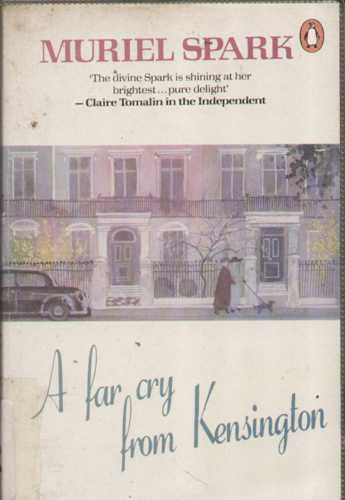 MURIEL SPARK
'The divine Spark is shining at her
brightest... pure delight'
– Claire Tomalin in the Independent
A far cry
from Kensington